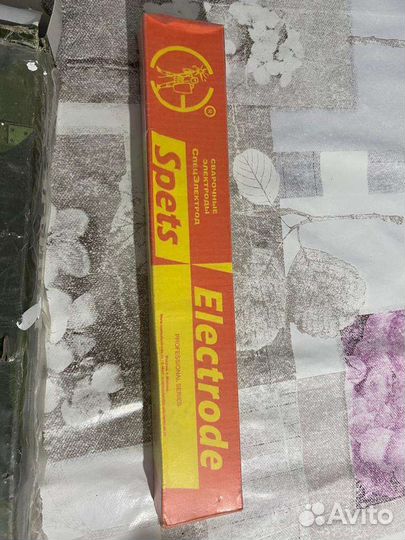 ®
СВАРОЧНЫЕ
ЭЛЕКТРОДЫ
СПЕЦЭЛЕКТРОД
Spets
Electrode
PROFESSIONAL SERIES
Avito